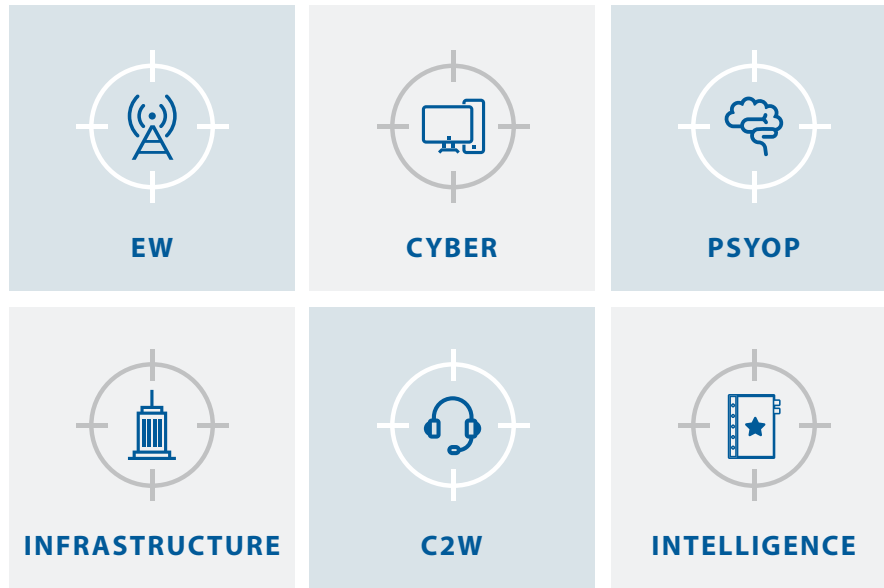 EW
CYBER
PSYOP
INFRASTRUCTURE
C2W
INTELLIGENCE